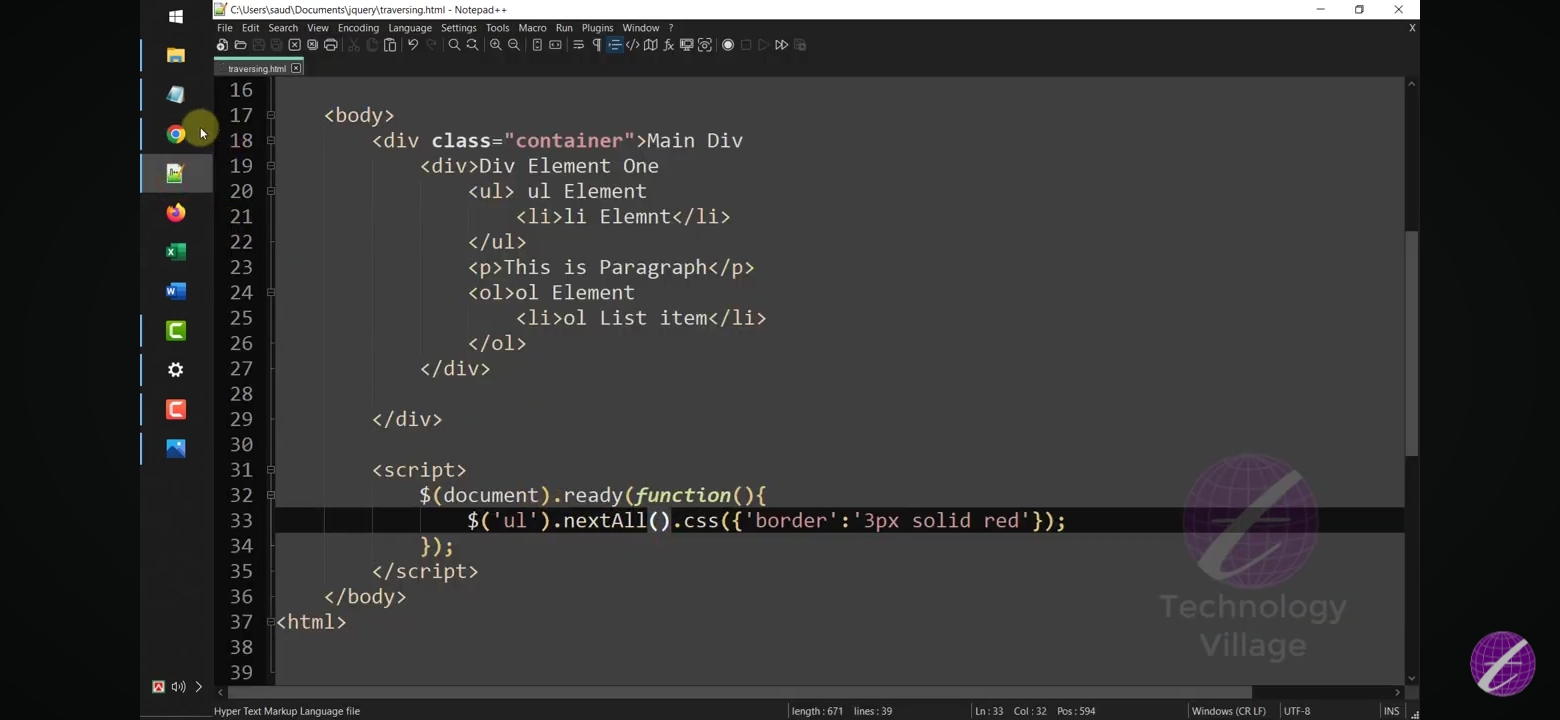 C:\Users\saud\Documents\jquery\traversing.html - Notepad++
File Edit Search View Encoding Language Settings Tools Macro Run Plugins Window ? X
traversing.html
16
17 <body>
18 <div class="container">Main Div
19 <div>Div Element One
20 <ul> ul Element
21 <li>li Elemnt</li>
22 </ul>
23 <p>This is Paragraph</p>
24 <ol>ol Element
25 <li>ol List item</li>
26 </ol>
27 </div>
28
29 </div>
30
31 <script>
32 $(document).ready(function(){
33 $('ul').nextAll().css({'border':'3px solid red'});
34 });
35 </script>
36 </body>
37 <html>
38
39
Technology
Village
Hyper Text Markup Language file length : 671 lines : 39 Ln : 33 Col : 32 Pos : 594 Windows (CR LF) UTF-8 INS